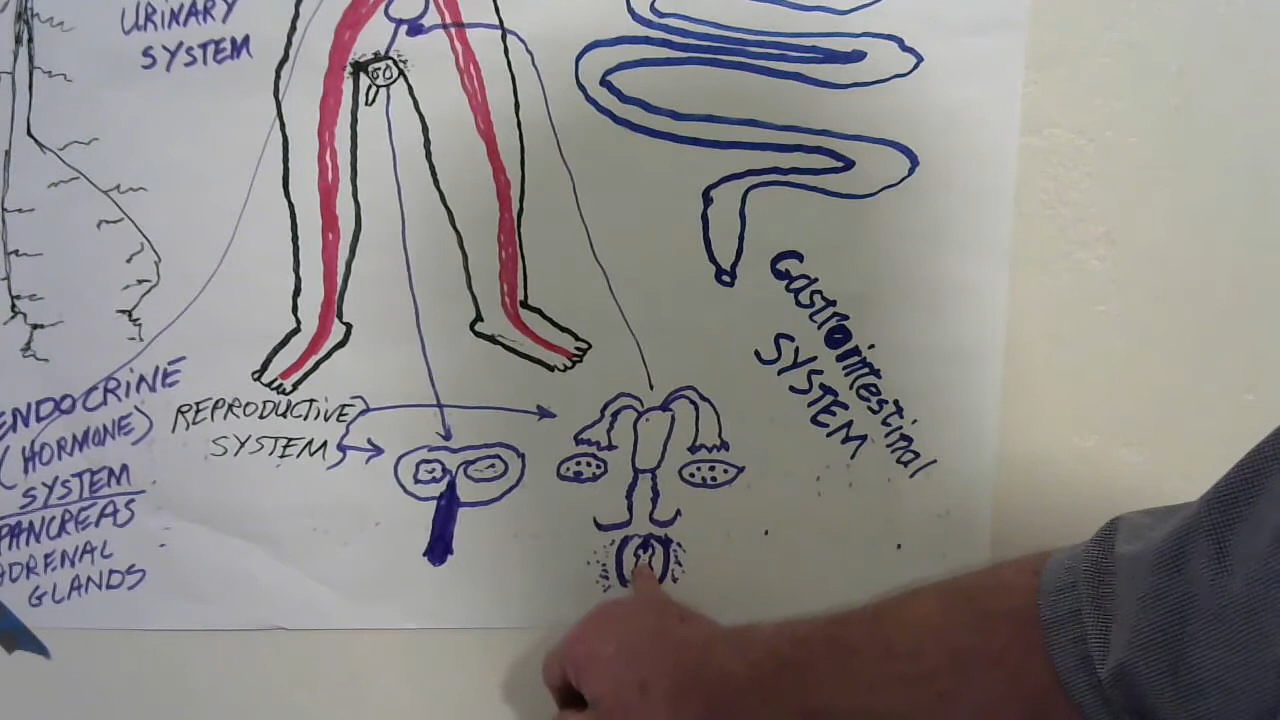 URINARY
SYSTEM
GastrOintestinal
SYSTEM
REPRODUCTIVE
SYSTEM
ENDOCRINE
(HORMONE)
SYSTEM
PANCREAS
ADRENAL
GLANDS